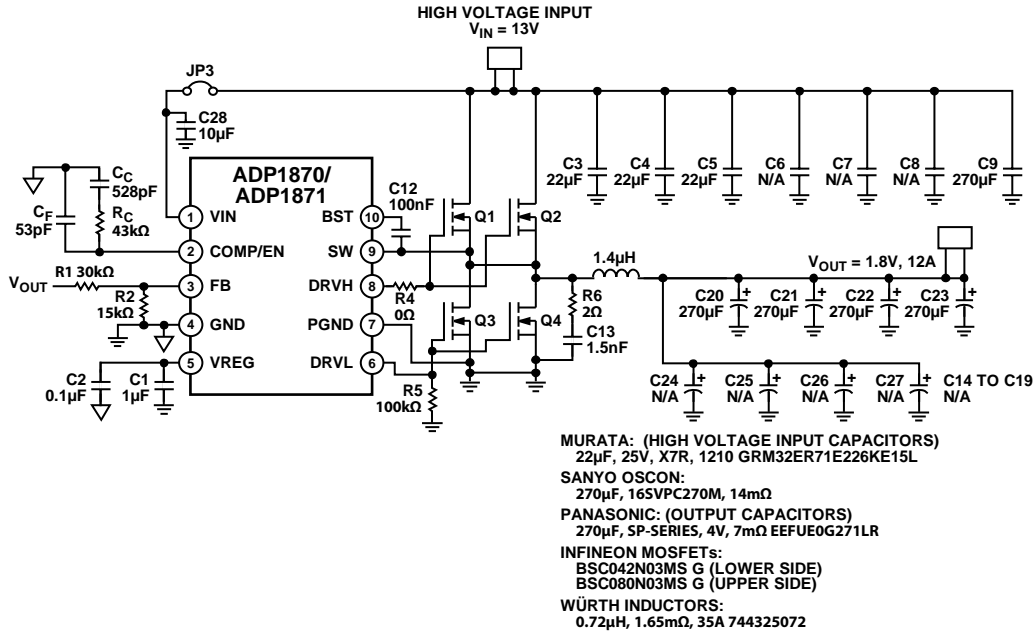 HIGH VOLTAGE INPUT
VIN = 13V
JP3
C28
10µF
C3
22µF
C4
22µF
C5
22µF
C6
N/A
C7
N/A
C8
N/A
C9
270µF
CC
528pF
CF
53pF
RC
43kΩ
ADP1870/
ADP1871
1 VIN
2 COMP/EN
3 FB
4 GND
5 VREG
BST 10
SW 9
DRVH 8
PGND 7
DRVL 6
C12
100nF
Q1
Q2
Q3
Q4
VOUT
R1 30kΩ
R2
15kΩ
C2
0.1µF
C1
1µF
R4
0Ω
R5
100kΩ
1.4µH
R6
2Ω
C13
1.5nF
VOUT = 1.8V, 12A
C20
270µF
+
C21
270µF
+
C22
270µF
+
C23
270µF
+
C24
N/A
+
C25
N/A
+
C26
N/A
+
C27
N/A
+
C14 TO C19
N/A
MURATA: (HIGH VOLTAGE INPUT CAPACITORS)
22µF, 25V, X7R, 1210 GRM32ER71E226KE15L
SANYO OSCON:
270µF, 16SVPC270M, 14mΩ
PANASONIC: (OUTPUT CAPACITORS)
270µF, SP-SERIES, 4V, 7mΩ EEFUE0G271LR
INFINEON MOSFETs:
BSC042N03MS G (LOWER SIDE)
BSC080N03MS G (UPPER SIDE)
WÜRTH INDUCTORS:
0.72µH, 1.65mΩ, 35A 744325072